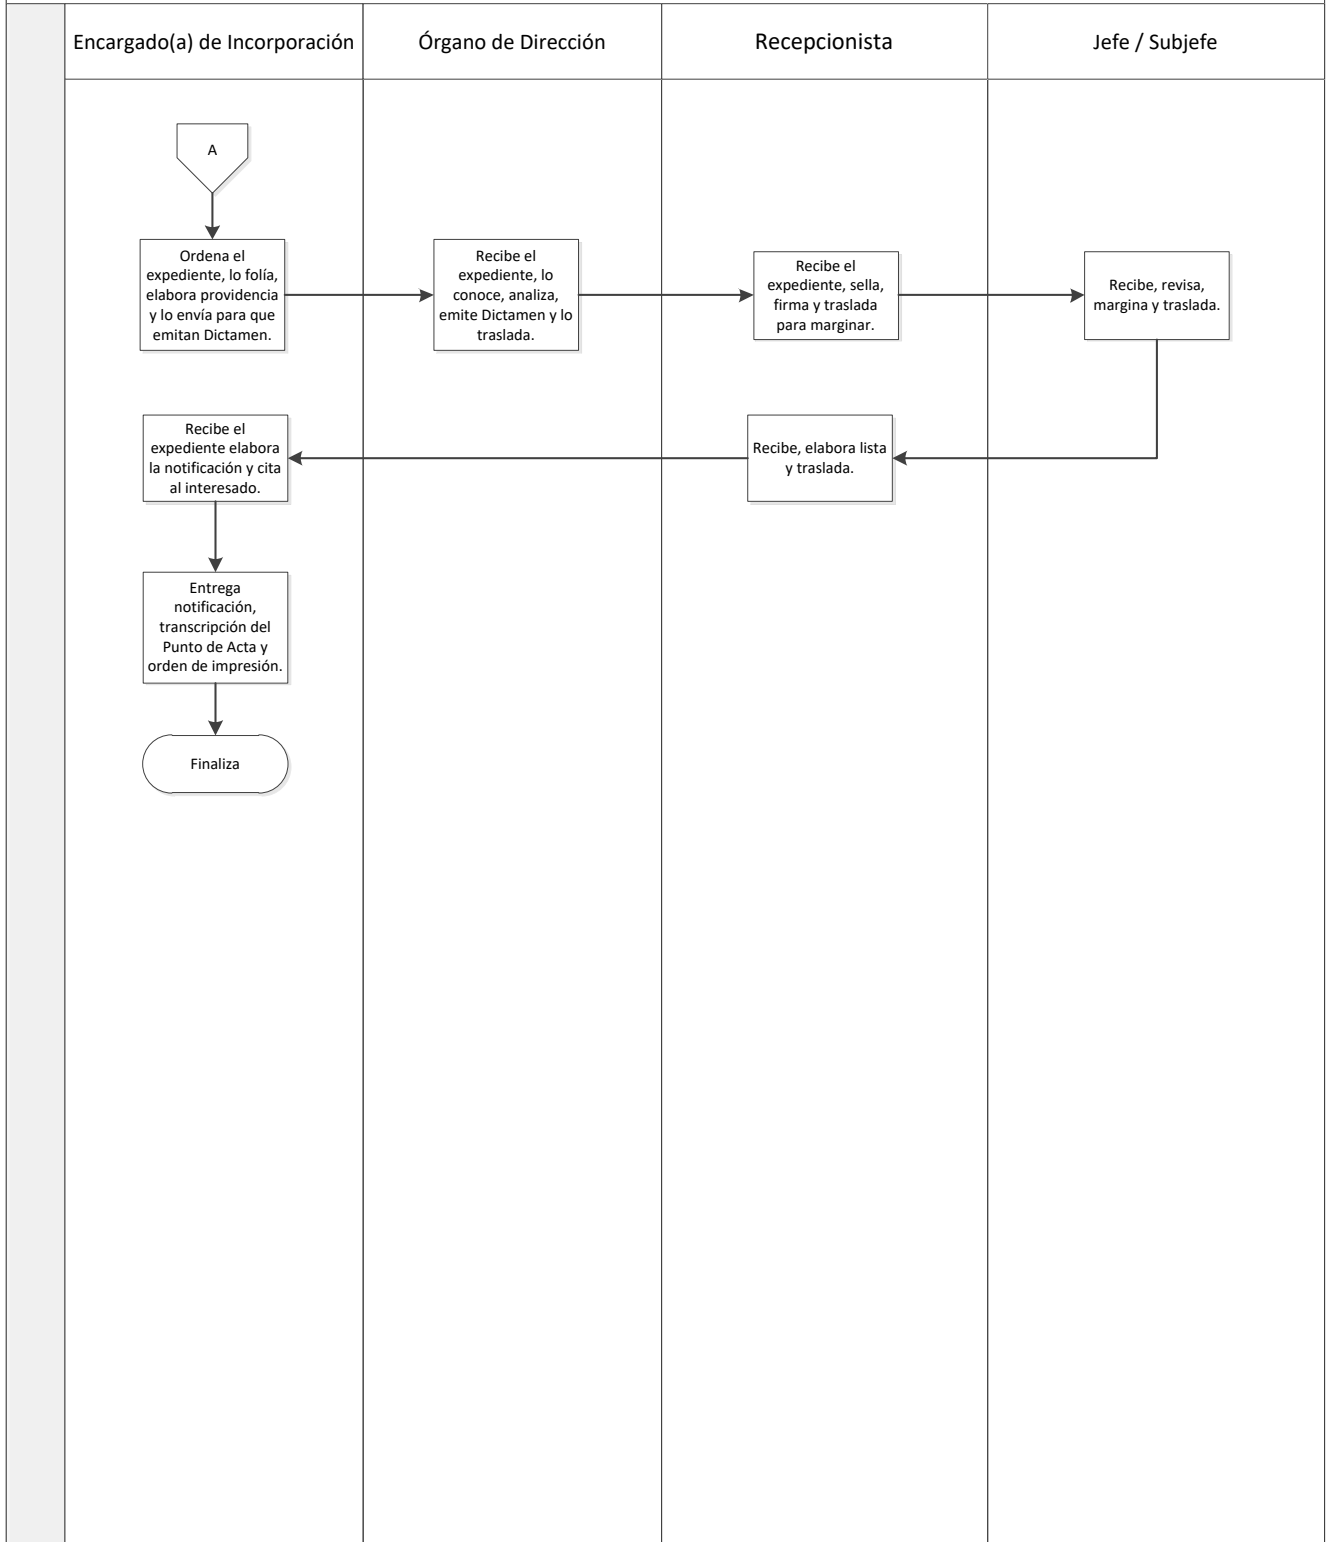 Encargado(a) de Incorporación
Órgano de Dirección
Recepcionista
Jefe / Subjefe
A
Ordena el
expediente, lo folía,
elabora providencia
y lo envía para que
emitan Dictamen.
Recibe el
expediente, lo
conoce, analiza,
emite Dictamen y lo
traslada.
Recibe el
expediente, sella,
firma y traslada
para marginar.
Recibe, revisa,
margina y traslada.
Recibe, elabora lista
y traslada.
Recibe el
expediente elabora
la notificación y cita
al interesado.
Entrega
notificación,
transcripción del
Punto de Acta y
orden de impresión.
Finaliza